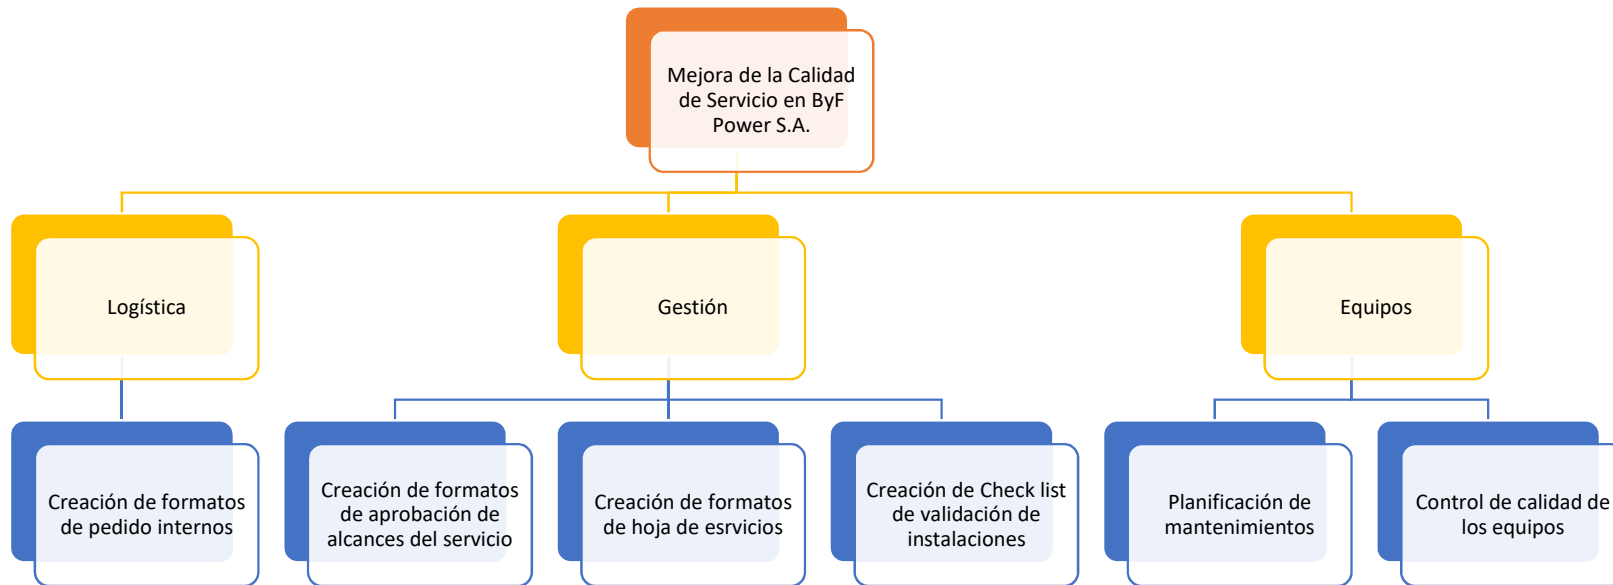 Mejora de la Calidad
de Servicio en ByF
Power S.A.
Logística
Gestión
Equipos
Creación de formatos
de pedido internos
Creación de formatos
de aprobación de
alcances del servicio
Creación de formatos
de hoja de esrvicios
Creación de Check list
de validación de
instalaciones
Planificación de
mantenimientos
Control de calidad de
los equipos